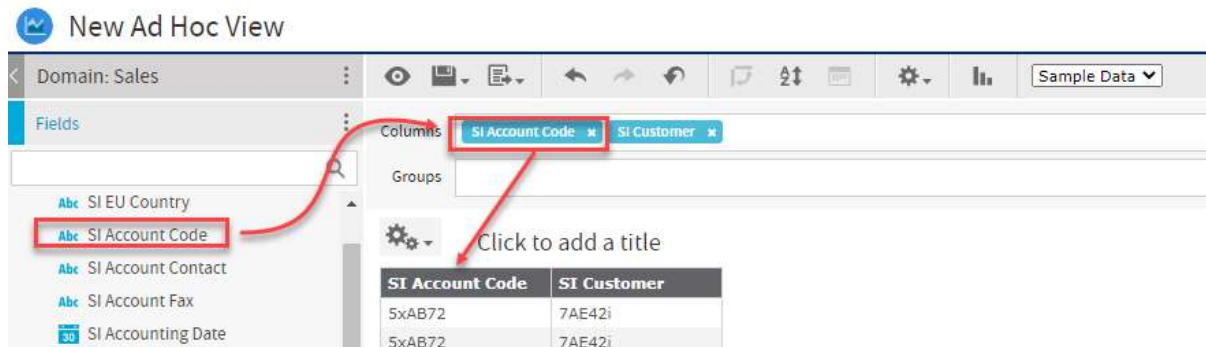 New Ad Hoc View
Domain: Sales
Sample Data
Fields
Columns
SI Account Code
SI Customer
Groups
Abc SI EU Country
Abc SI Account Code
Abc SI Account Contact
Abc SI Account Fax
30 SI Accounting Date
Click to add a title
SI Account Code SI Customer
5xAB72 7AE42i
5xAB72 7AE42i